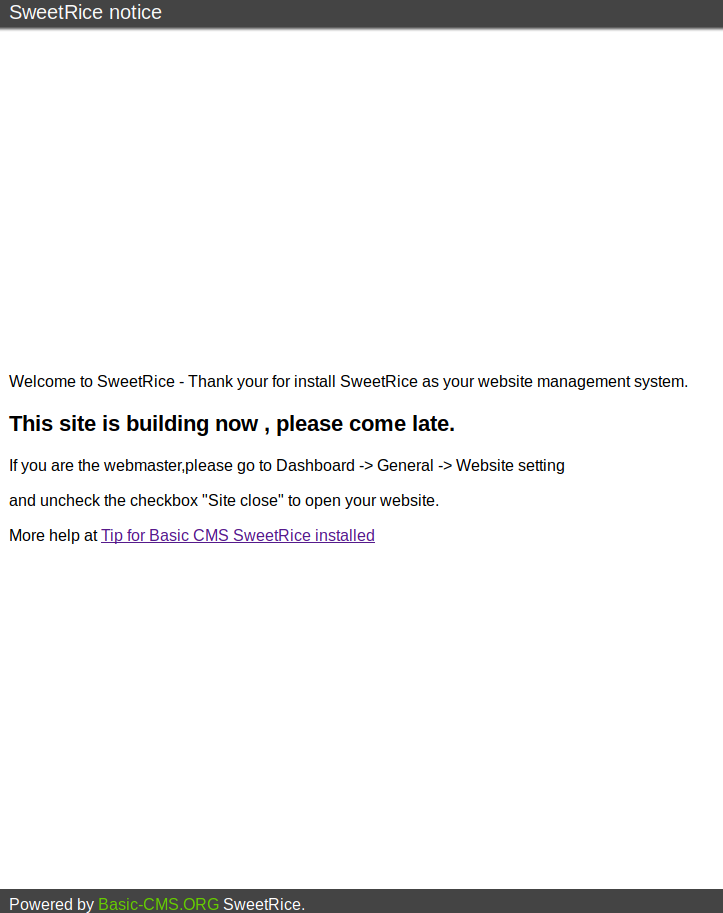 SweetRice notice
Welcome to SweetRice - Thank your for install SweetRice as your website management system.
This site is building now , please come late.
If you are the webmaster,please go to Dashboard -> General -> Website setting
and uncheck the checkbox "Site close" to open your website.
More help at Tip for Basic CMS SweetRice installed
Powered by Basic-CMS.ORG SweetRice.